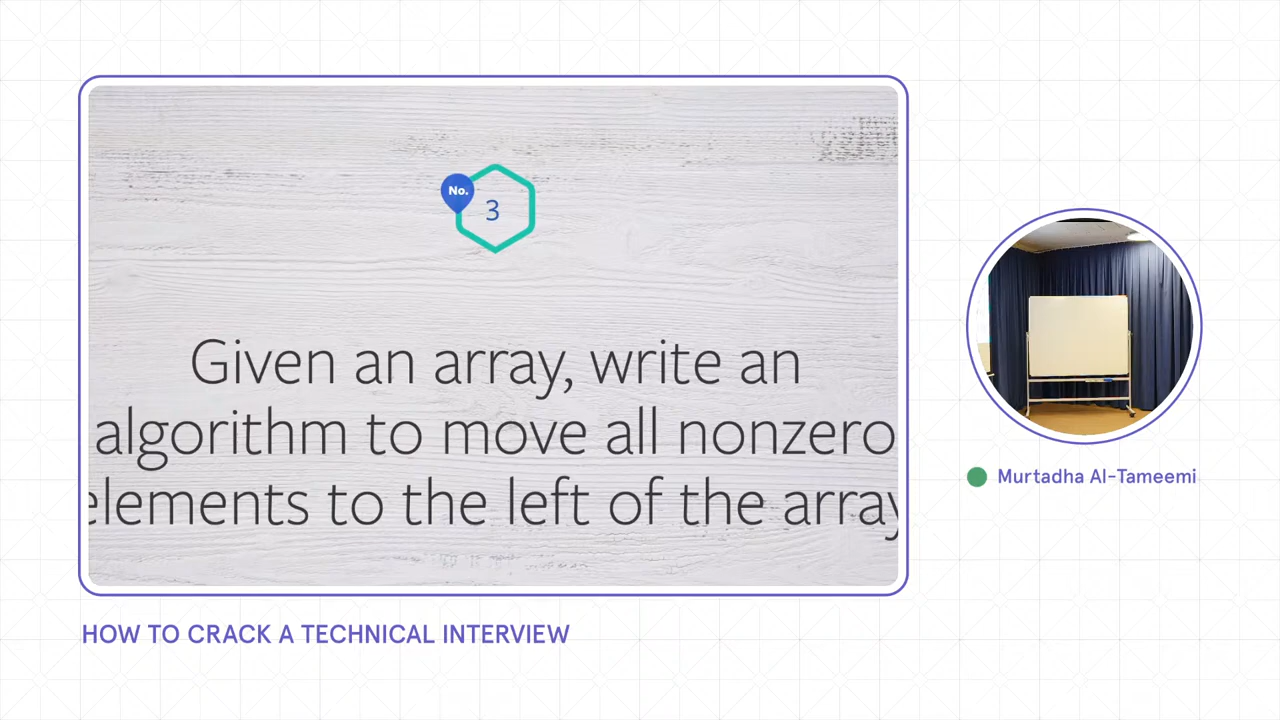 No.
3
Given an array, write an
algorithm to move all nonzero
elements to the left of the array
HOW TO CRACK A TECHNICAL INTERVIEW
Murtadha Al-Tameemi